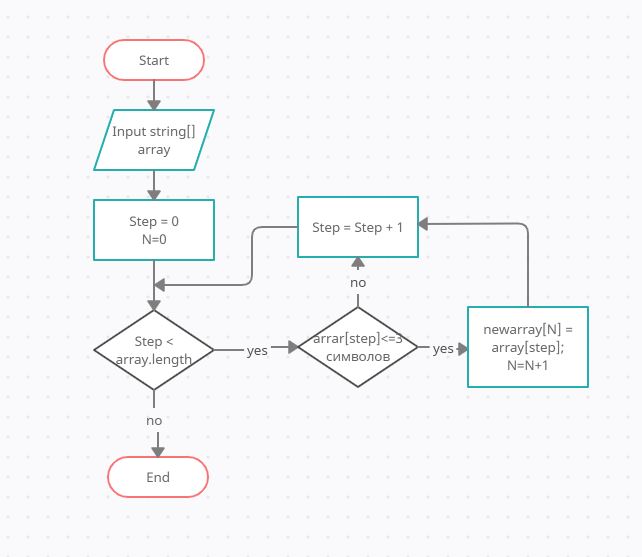 Start
Input string[]
array
Step = 0
N=0
Step = Step + 1
no
Step <
array.length
yes
arrar[step]<=3
символов
yes
newarray[N] =
array[step];
N=N+1
no
End